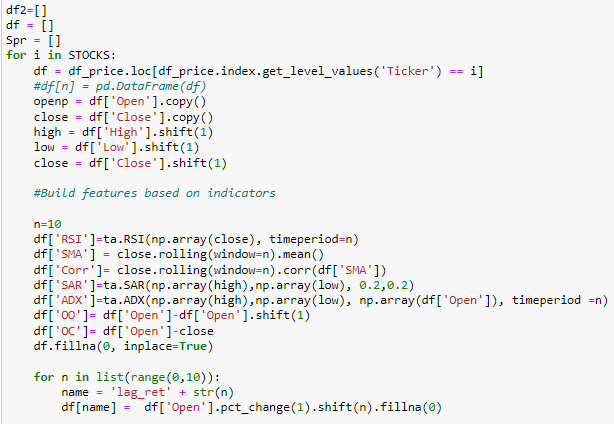 df2=[]
df = []
Spr = []
for i in STOCKS:
    df = df_price.loc[df_price.index.get_level_values('Ticker') == i]
    #df[n] = pd.DataFrame(df)
    openp = df['Open'].copy()
    close = df['Close'].copy()
    high = df['High'].shift(1)
    low = df['Low'].shift(1)
    close = df['Close'].shift(1)

    #Build features based on indicators

    n=10
    df['RSI']=ta.RSI(np.array(close), timeperiod=n)
    df['SMA'] = close.rolling(window=n).mean()
    df['Corr']= close.rolling(window=n).corr(df['SMA'])
    df['SAR']=ta.SAR(np.array(high),np.array(low), 0.2,0.2)
    df['ADX']=ta.ADX(np.array(high),np.array(low), np.array(df['Open']), timeperiod =n)
    df['OO']= df['Open']-df['Open'].shift(1)
    df['OC']= df['Open']-close
    df.fillna(0, inplace=True)

    for n in list(range(0,10)):
        name = 'lag_ret' + str(n)
        df[name] =  df['Open'].pct_change(1).shift(n).fillna(0)